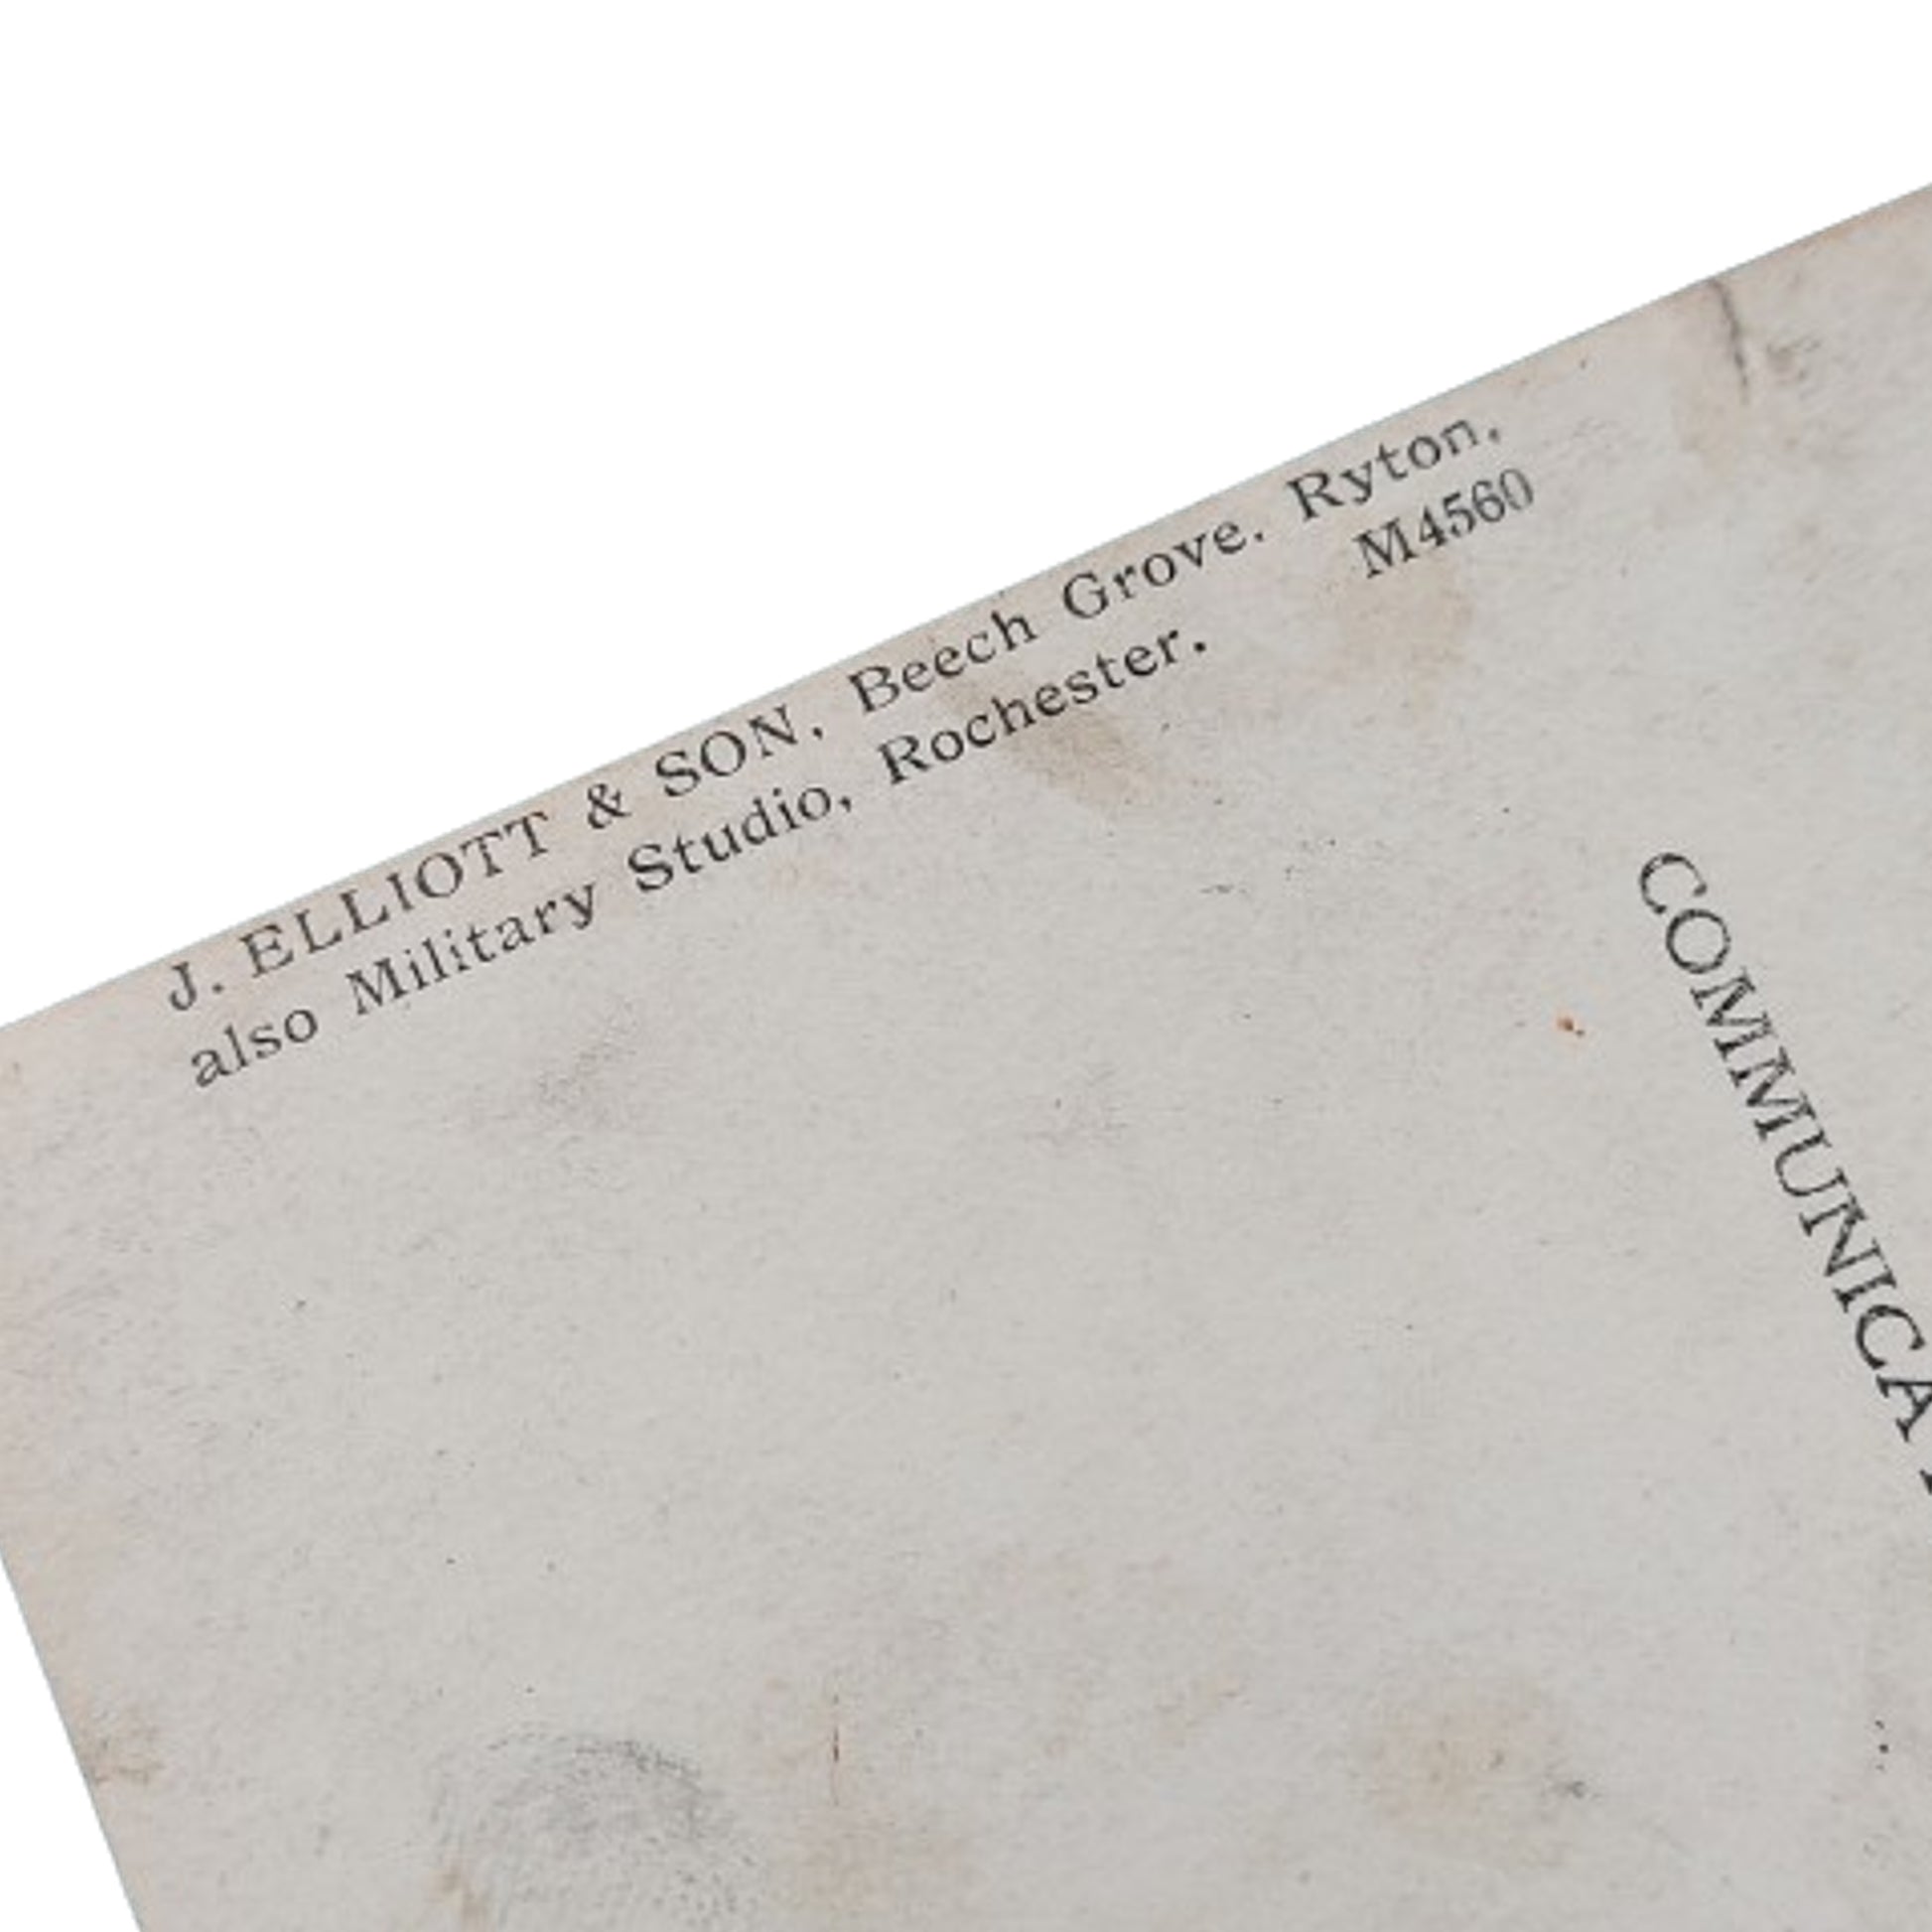 J. ELLIOTT & SON, Beech Grove, Ryton,
M4560
also Military Studio, Rochester.
COMMUNICA